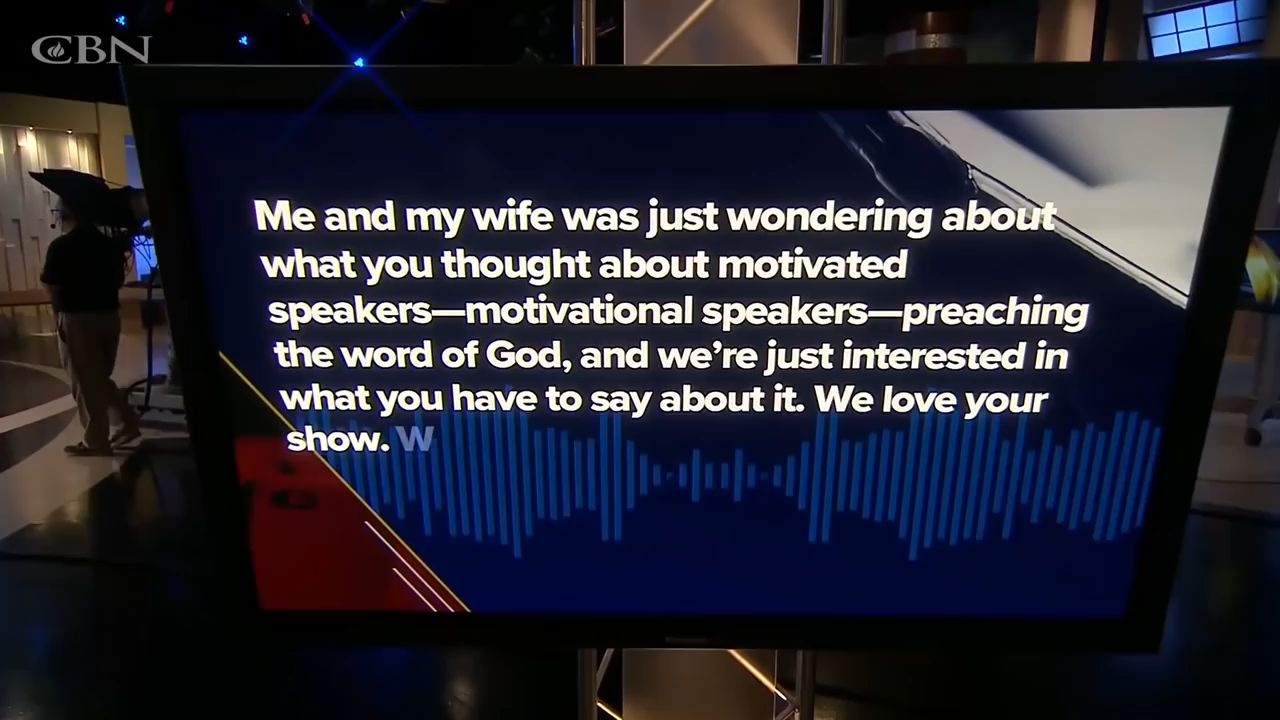 CBN
Me and my wife was just wondering about
what you thought about motivated
speakers—motivational speakers—preaching
the word of God, and we're just interested in
what you have to say about it. We love your
show. W